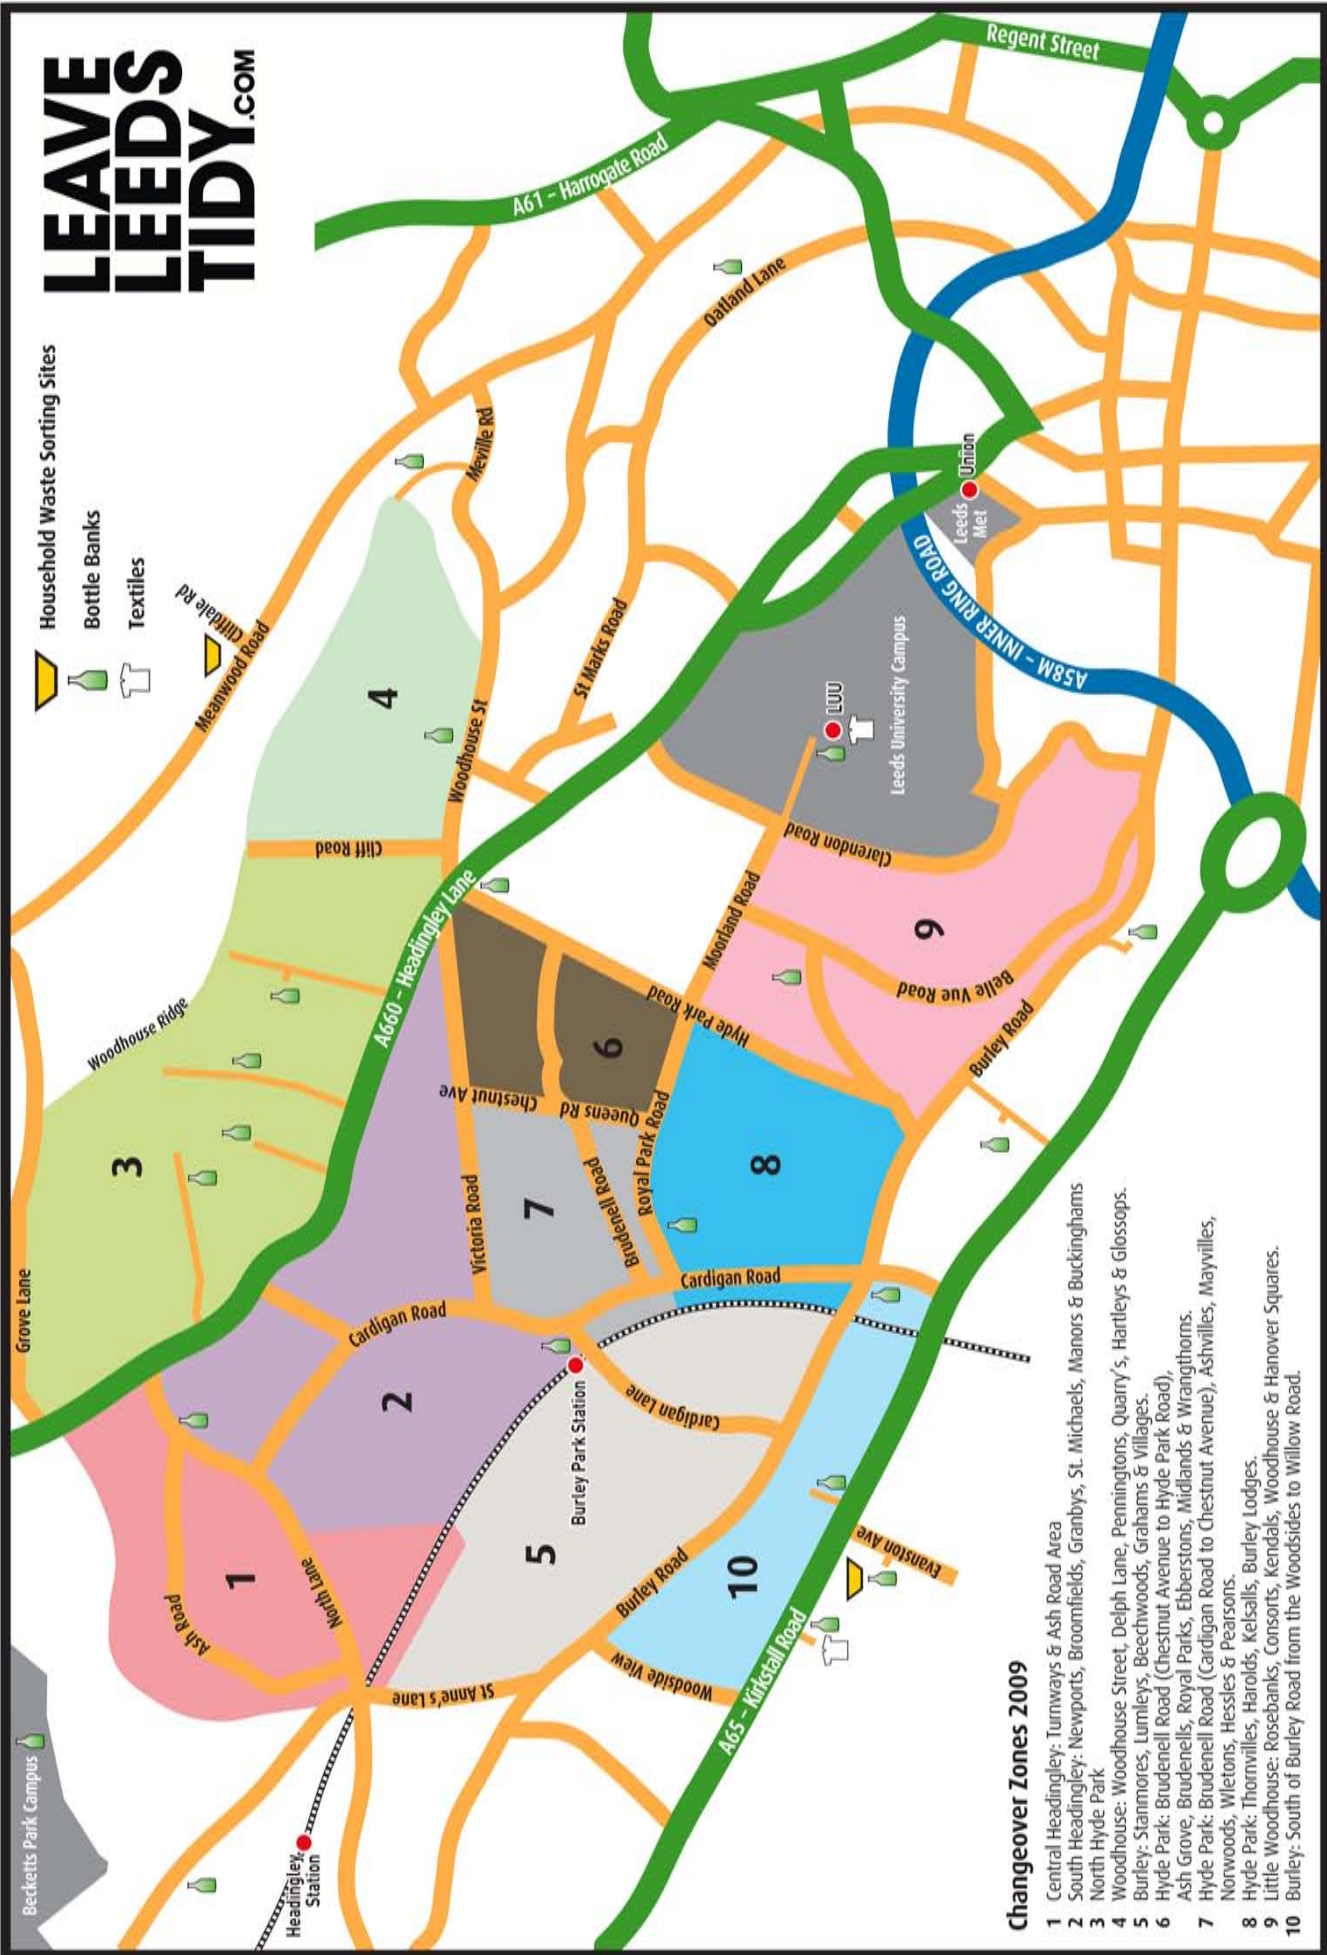 LEAVE
LEEDS
TIDY.COM
Household Waste Sorting Sites
Bottle Banks
Textiles
Becketts Park Campus
Grove Lane
Woodhouse Ridge
Meanwood Road
Cliffdale Rd
A61 – Harrogate Road
Regent Street
Headingley
Station
Ash Road
North Lane
1
2
3
4
Cliff Road
Woodhouse St
Meville Rd
A660 – Headingley Lane
Cardigan Road
Victoria Road
Chestnut Ave
St Marks Road
Oatland Lane
St Anne's Lane
5
Burley Park Station
Cardigan Lane
7
Brudenell Road
Queens Rd
6
Royal Park Road
Hyde Park Road
Moorland Road
Clarendon Road
LUU
Leeds University Campus
Leeds
Met
Union
A58M – INNER RING ROAD
Burley Road
Woodside View
10
Cardigan Road
8
9
Belle Vue Road
Burley Road
A65 – Kirkstall Road
Evanston Ave
Changeover Zones 2009
1 Central Headingley: Turnways & Ash Road Area
2 South Headingley: Newports, Broomfields, Granbys, St. Michaels, Manors & Buckinghams
3 North Hyde Park
4 Woodhouse: Woodhouse Street, Delph Lane, Penningtons, Quarry's, Hartleys & Glossops.
5 Burley: Stanmores, Lumleys, Beechwoods, Grahams & Villages.
6 Hyde Park: Brudenell Road (Chestnut Avenue to Hyde Park Road),
Ash Grove, Brudenells, Royal Parks, Ebberstons, Midlands & Wrangthorns.
7 Hyde Park: Brudenell Road (Cardigan Road to Chestnut Avenue), Ashvilles, Mayvilles,
Norwoods, Wletons, Hessles & Pearsons.
8 Hyde Park: Thornvilles, Harolds, Kelsalls, Burley Lodges.
9 Little Woodhouse: Rosebanks, Consorts, Kendals, Woodhouse & Hanover Squares.
10 Burley: South of Burley Road from the Woodsides to Willow Road.